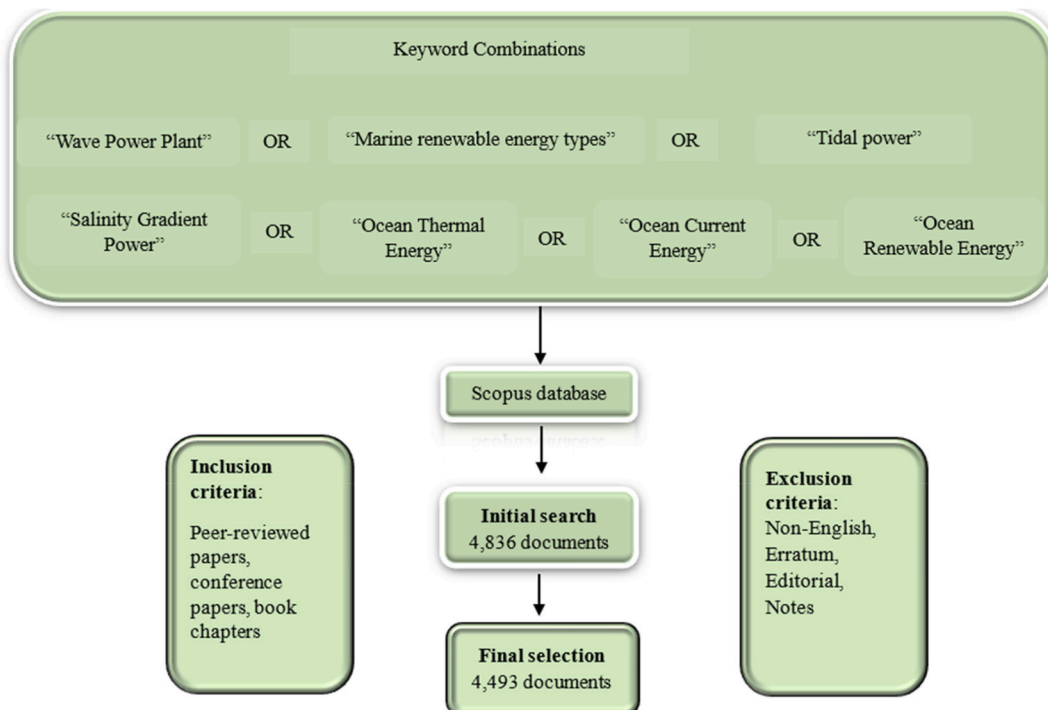 Keyword Combinations
“Wave Power Plant” OR “Marine renewable energy types” OR “Tidal power”
“Salinity Gradient
Power”
OR
“Ocean Thermal
Energy”
OR
“Ocean Current
Energy”
OR
“Ocean
Renewable Energy”
Scopus database
Inclusion
criteria:
Peer-reviewed
papers,
conference
papers, book
chapters
Initial search
4,836 documents
Final selection
4,493 documents
Exclusion
criteria:
Non-English,
Erratum,
Editorial,
Notes